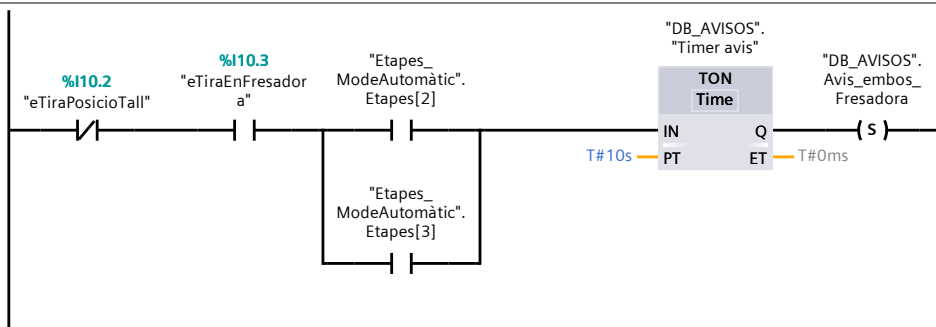 %I10.2
"eTiraPosicioTall"
%I10.3
"eTiraEnFresador
a"
"Etapes_
ModeAutomàtic".
Etapes[2]
"Etapes_
ModeAutomàtic".
Etapes[3]
"DB_AVISOS".
"Timer avis"
TON
Time
IN
Q
T#10s
PT
ET
T#0ms
"DB_AVISOS".
Avis_embos_
Fresadora
S